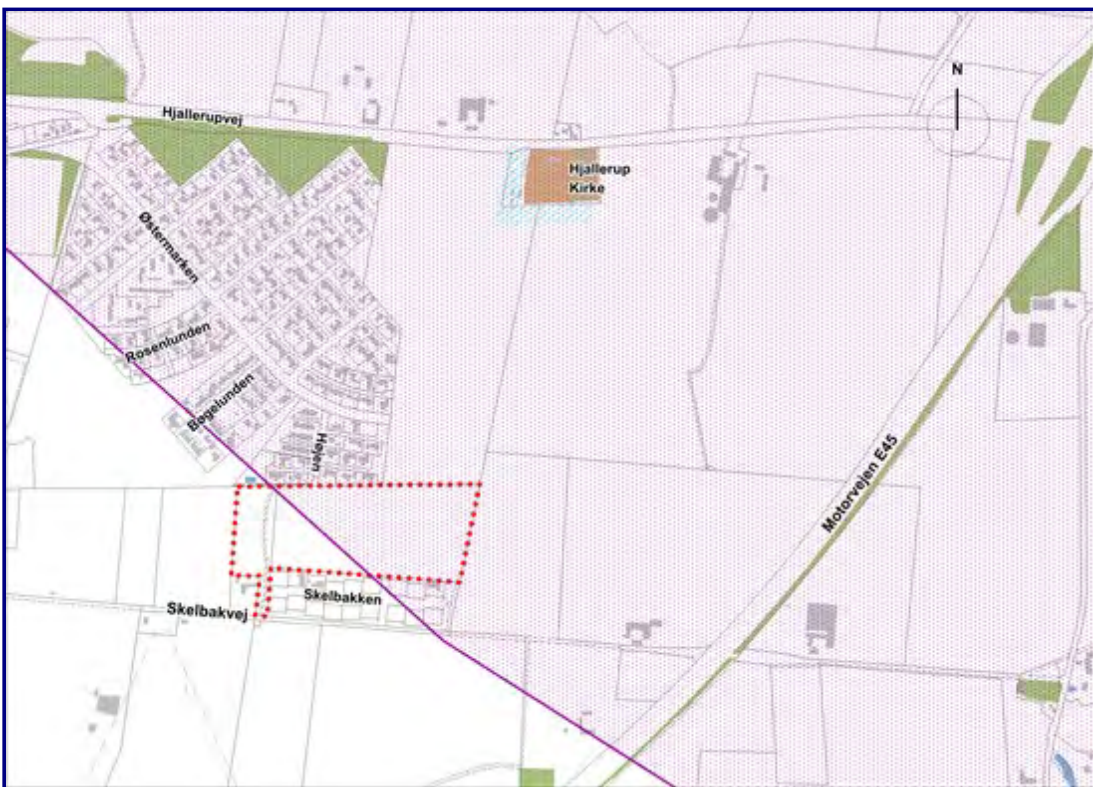 N
Hjallerupvej
Hjallerup
Kirke
Østermarken
Rosenlunden
Bøgelunden
Højen
Motorvejen E45
Skelbakken
Skelbakvej